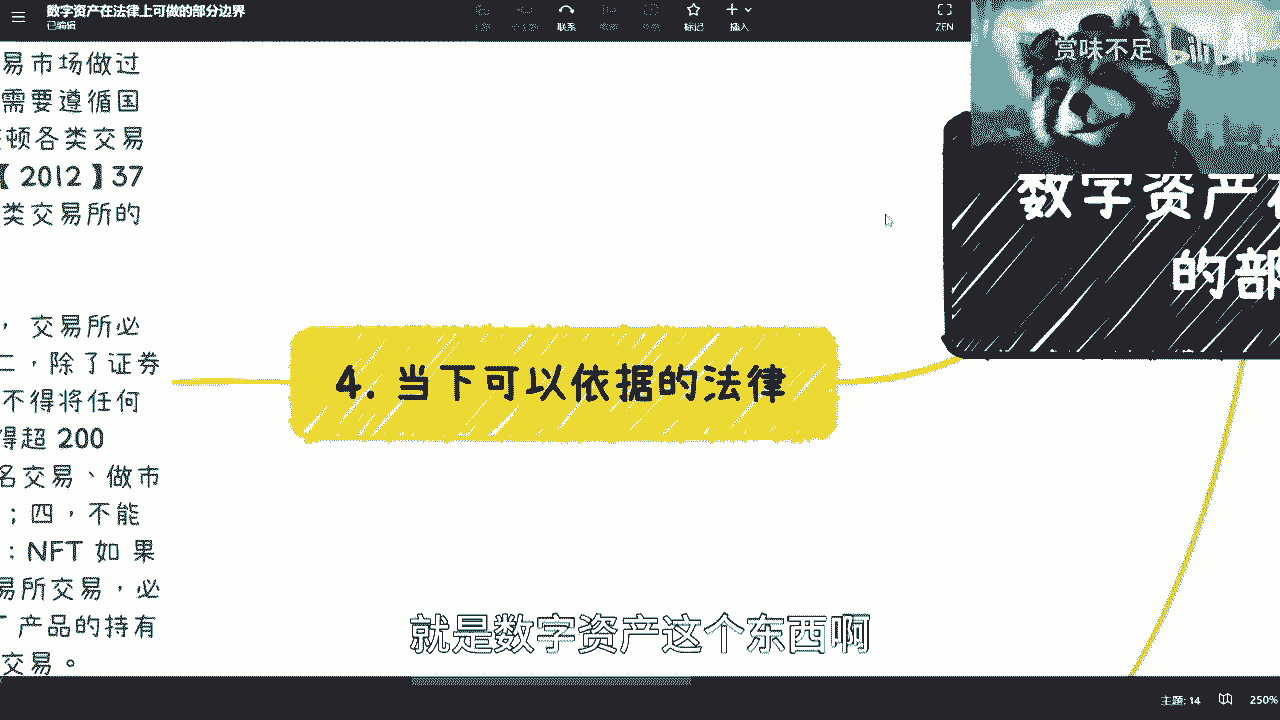 数字资产在法律上可做的部分边界
已编辑
联系
标记
插入
ZEN
赏味不足
bilibili
易市场做过
需要遵循国
顿各类交易
【2012】37
类交易所的
，交易所必
二，除了证券
不得将任何
得超 200
名交易、做市
；四，不能
：NFT 如 果
易所交易，必
产品的持有
交易。
4. 当下可以依据的法律
数字资产在
的部
就是数字资产这个东西啊
主题: 14
250%